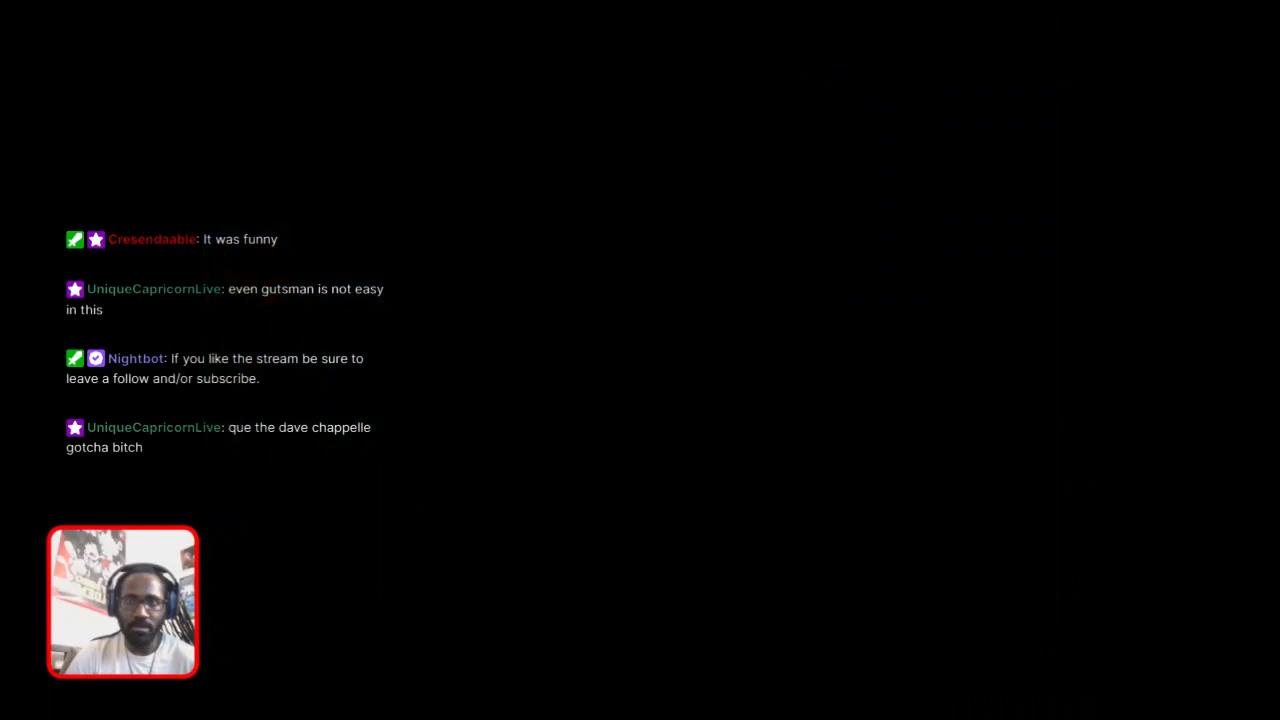 Cresendaable: It was funny
UniqueCapricornLive: even gutsman is not easy
in this
Nightbot: If you like the stream be sure to
leave a follow and/or subscribe.
UniqueCapricornLive: que the dave chappelle
gotcha bitch